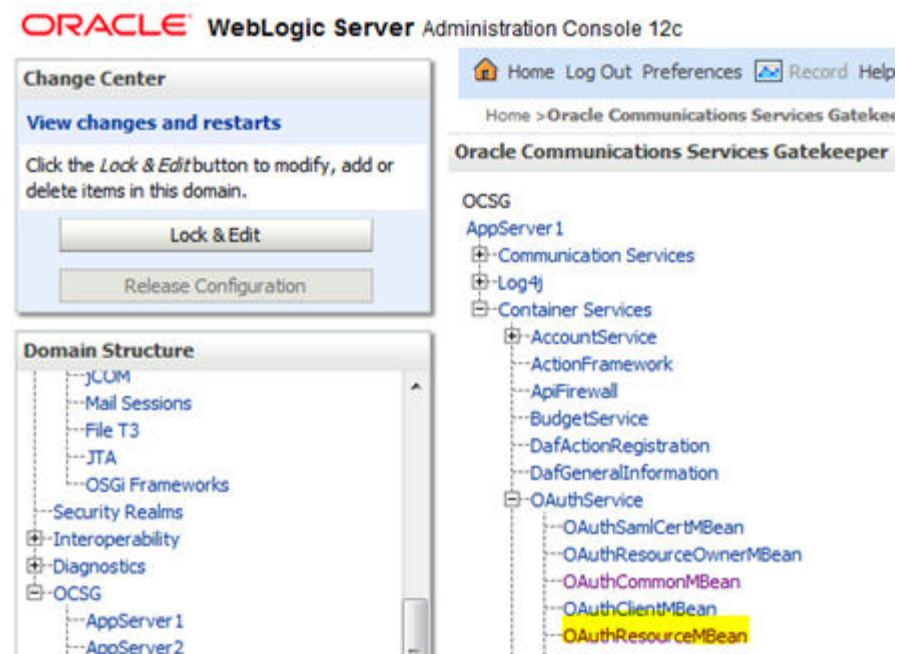 ORACLE WebLogic Server Administration Console 12c
Change Center
View changes and restarts
Click the Lock & Edit button to modify, add or
delete items in this domain.
Lock & Edit
Release Configuration
Domain Structure
jCOM
Mail Sessions
File T3
JTA
OSGi Frameworks
Security Realms
Interoperability
Diagnostics
OCSG
AppServer1
AppServer2
Home Log Out Preferences Record Help
Home >Oracle Communications Services Gatekee
Oracle Communications Services Gatekeeper
OCSG
AppServer1
Communication Services
Log4j
Container Services
AccountService
ActionFramework
ApiFirewall
BudgetService
DafActionRegistration
DafGeneralInformation
OAuthService
OAuthSamlCertMBean
OAuthResourceOwnerMBean
OAuthCommonMBean
OAuthClientMBean
OAuthResourceMBean